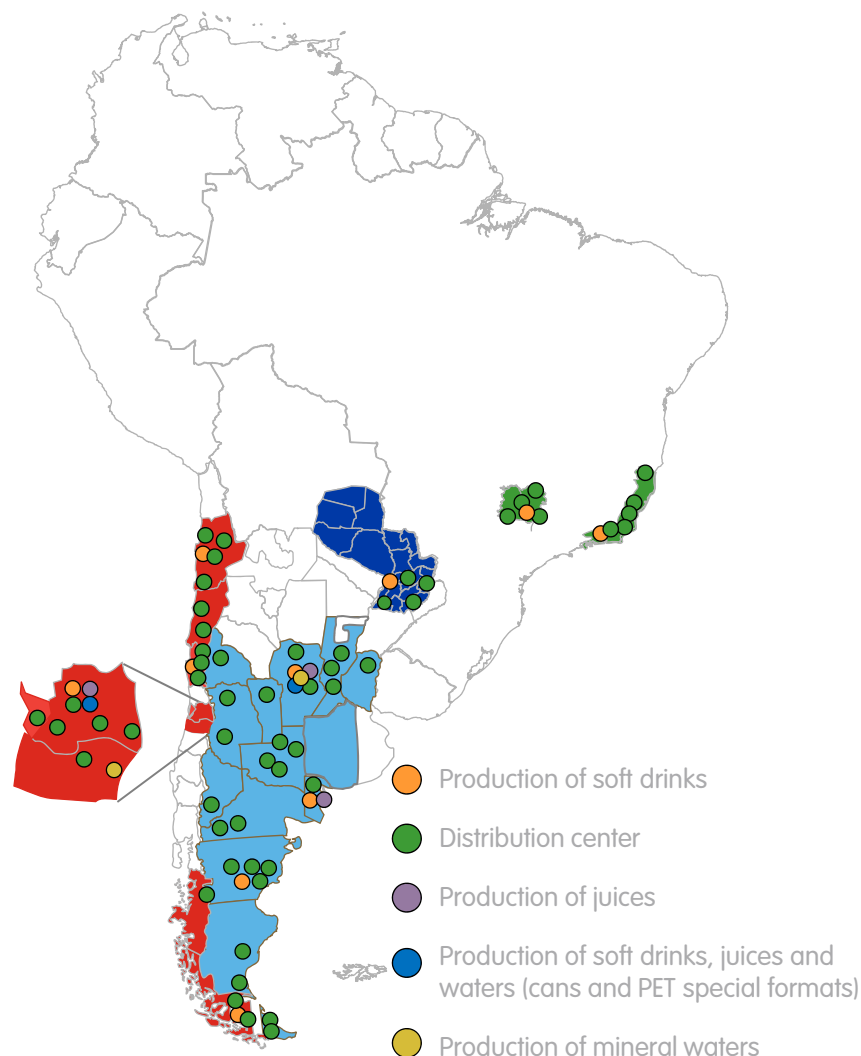 Production of soft drinks
Distribution center
Production of juices
Production of soft drinks, juices and
waters (cans and PET special formats)
Production of mineral waters